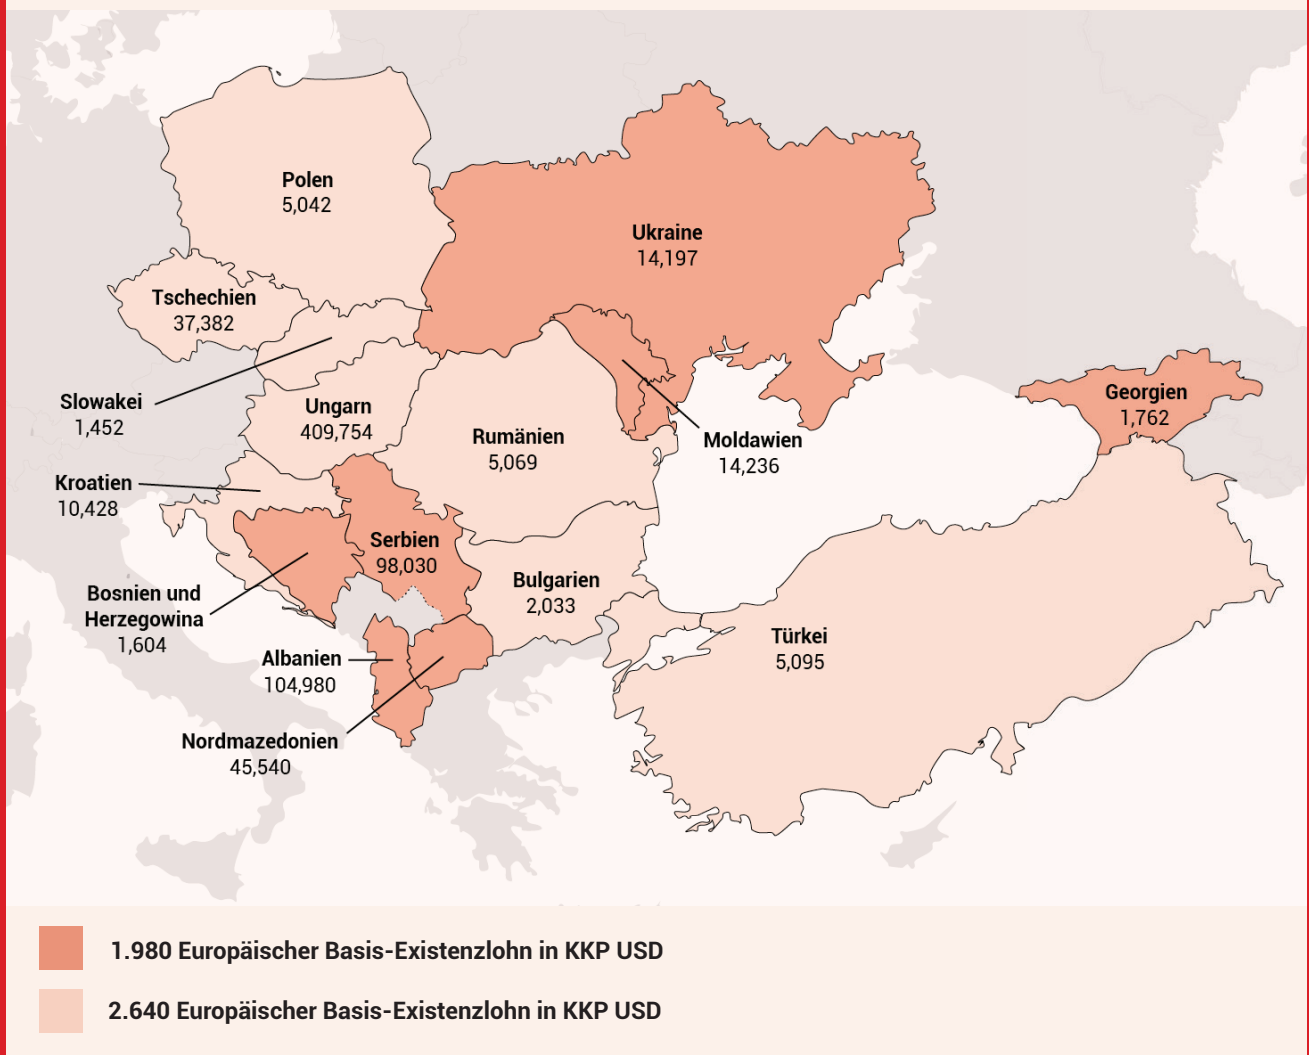 Polen
5,042
Ukraine
14,197
Tschechien
37,382
Slowakei
1,452
Ungarn
409,754
Rumänien
5,069
Moldawien
14,236
Georgien
1,762
Kroatien
10,428
Serbien
98,030
Bulgarien
2,033
Bosnien und
Herzegowina
1,604
Türkei
5,095
Albanien
104,980
Nordmazedonien
45,540
1.980 Europäischer Basis-Existenzlohn in KKP USD
2.640 Europäischer Basis-Existenzlohn in KKP USD